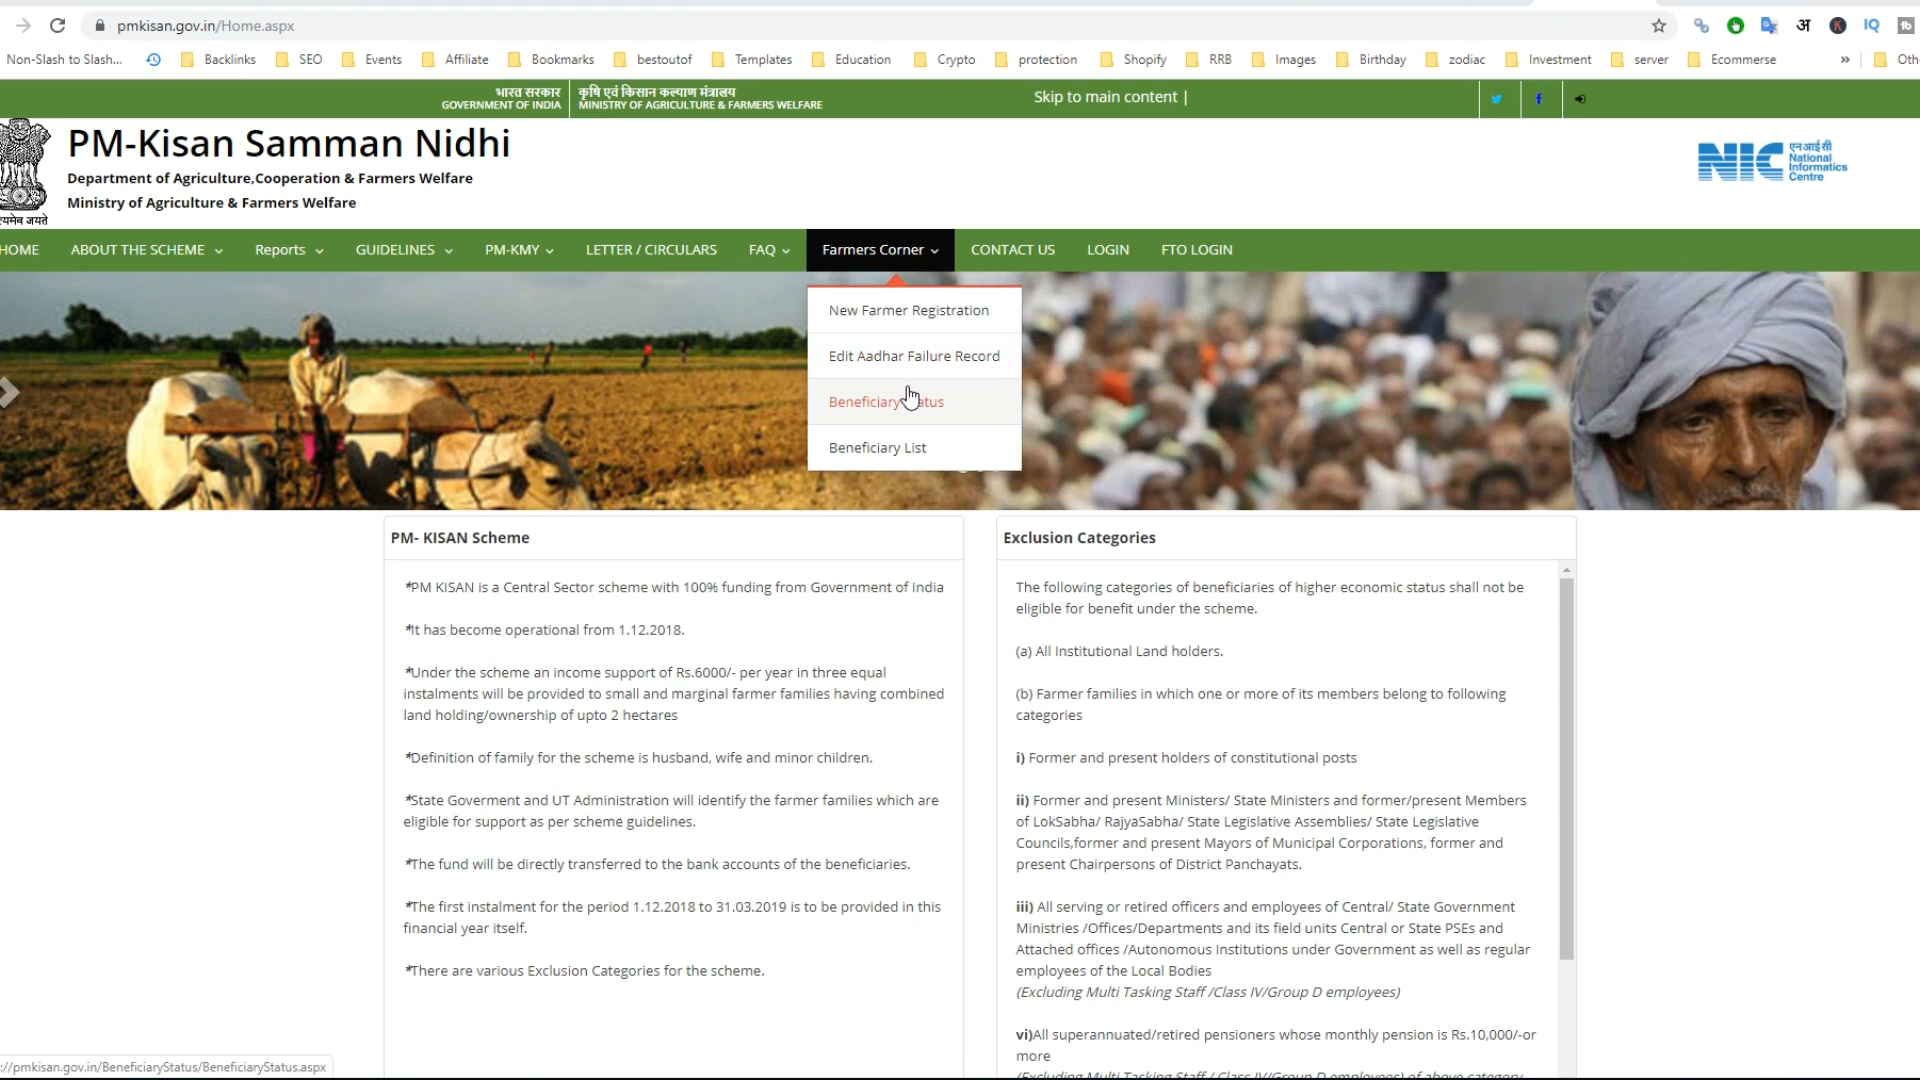 pmkisan.gov.in/Home.aspx
Non-Slash to Slash... Backlinks SEO Events Affiliate Bookmarks bestoutof Templates Education Crypto protection Shopify RRB Images Birthday zodiac Investment server Ecommerse » Oth
भारत सरकार
GOVERNMENT OF INDIA
कृषि एवं किसान कल्याण मंत्रालय
MINISTRY OF AGRICULTURE & FARMERS WELFARE
Skip to main content |
PM-Kisan Samman Nidhi
Department of Agriculture,Cooperation & Farmers Welfare
Ministry of Agriculture & Farmers Welfare
NIC एन आई सी
National
Informatics
Centre
HOME ABOUT THE SCHEME Reports GUIDELINES PM-KMY LETTER / CIRCULARS FAQ Farmers Corner CONTACT US LOGIN FTO LOGIN
New Farmer Registration
Edit Aadhar Failure Record
Beneficiary
Beneficiary List
PM- KISAN Scheme
*PM KISAN is a Central Sector scheme with 100% funding from Government of India
*It has become operational from 1.12.2018.
*Under the scheme an income support of Rs.6000/- per year in three equal
instalments will be provided to small and marginal farmer families having combined
land holding/ownership of upto 2 hectares
*Definition of family for the scheme is husband, wife and minor children.
*State Goverment and UT Administration will identify the farmer families which are
eligible for support as per scheme guidelines.
*The fund will be directly transferred to the bank accounts of the beneficiaries.
*The first instalment for the period 1.12.2018 to 31.03.2019 is to be provided in this
financial year itself.
*There are various Exclusion Categories for the scheme.
Exclusion Categories
The following categories of beneficiaries of higher economic status shall not be
eligible for benefit under the scheme.
(a) All Institutional Land holders.
(b) Farmer families in which one or more of its members belong to following
categories
i) Former and present holders of constitutional posts
ii) Former and present Ministers/ State Ministers and former/present Members
of LokSabha/ RajyaSabha/ State Legislative Assemblies/ State Legislative
Councils,former and present Mayors of Municipal Corporations, former and
present Chairpersons of District Panchayats.
iii) All serving or retired officers and employees of Central/ State Government
Ministries /Offices/Departments and its field units Central or State PSEs and
Attached offices /Autonomous Institutions under Government as well as regular
employees of the Local Bodies
(Excluding Multi Tasking Staff /Class IV/Group D employees)
vi)All superannuated/retired pensioners whose monthly pension is Rs.10,000/-or
more
(Excluding Multi Tasking Staff / Class IV/Group D employees) of above category
://pmkisan.gov.in/BeneficiaryStatus/BeneficiaryStatus.aspx